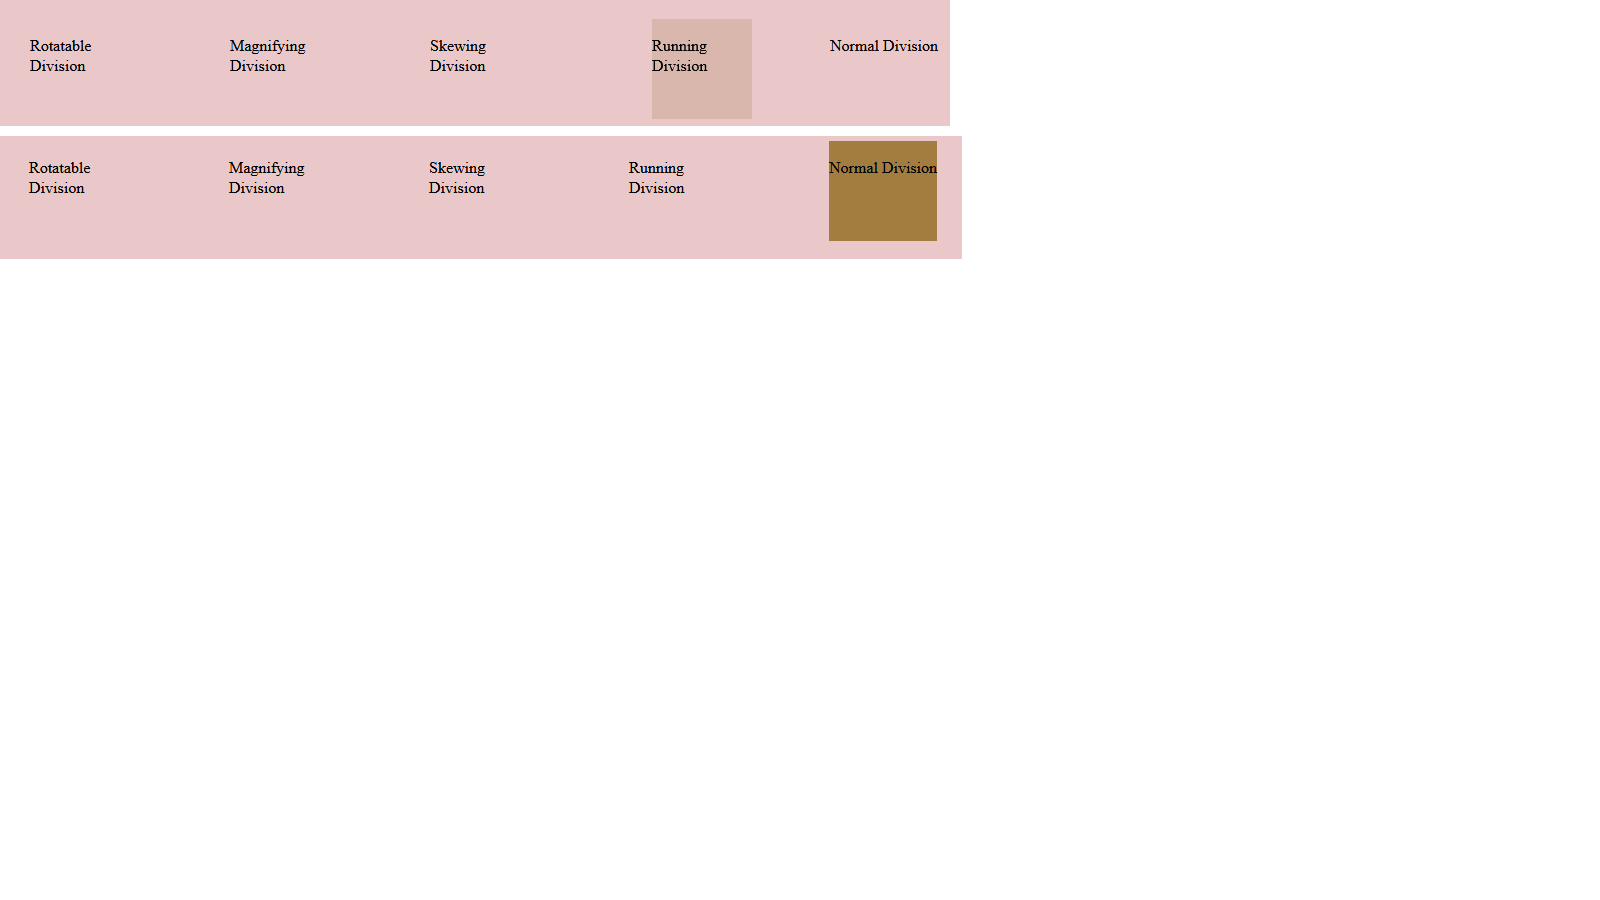 Rotatable
Division
Magnifying
Division
Skewing
Division
Running
Division
Normal Division
Rotatable
Division
Magnifying
Division
Skewing
Division
Running
Division
Normal Division